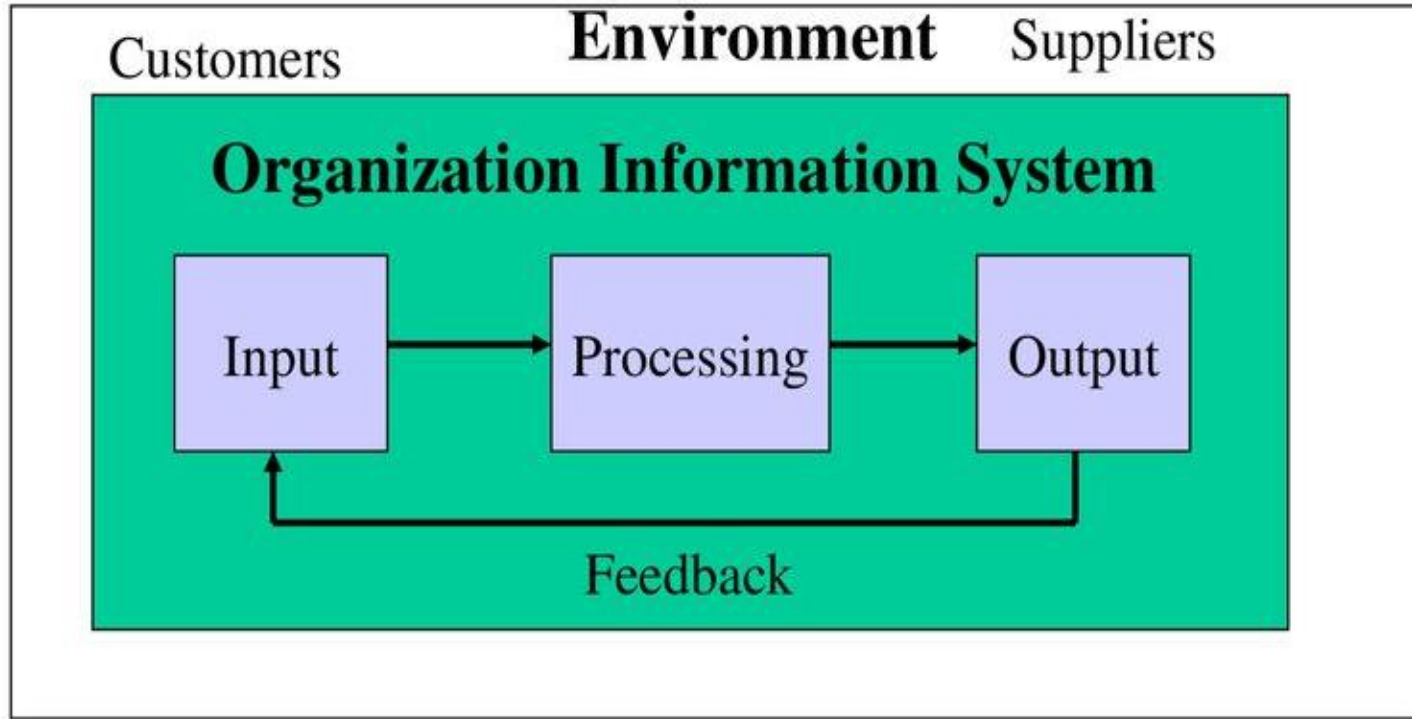 Environment
Customers
Suppliers
Organization Information System
Input
Processing
Output
Feedback